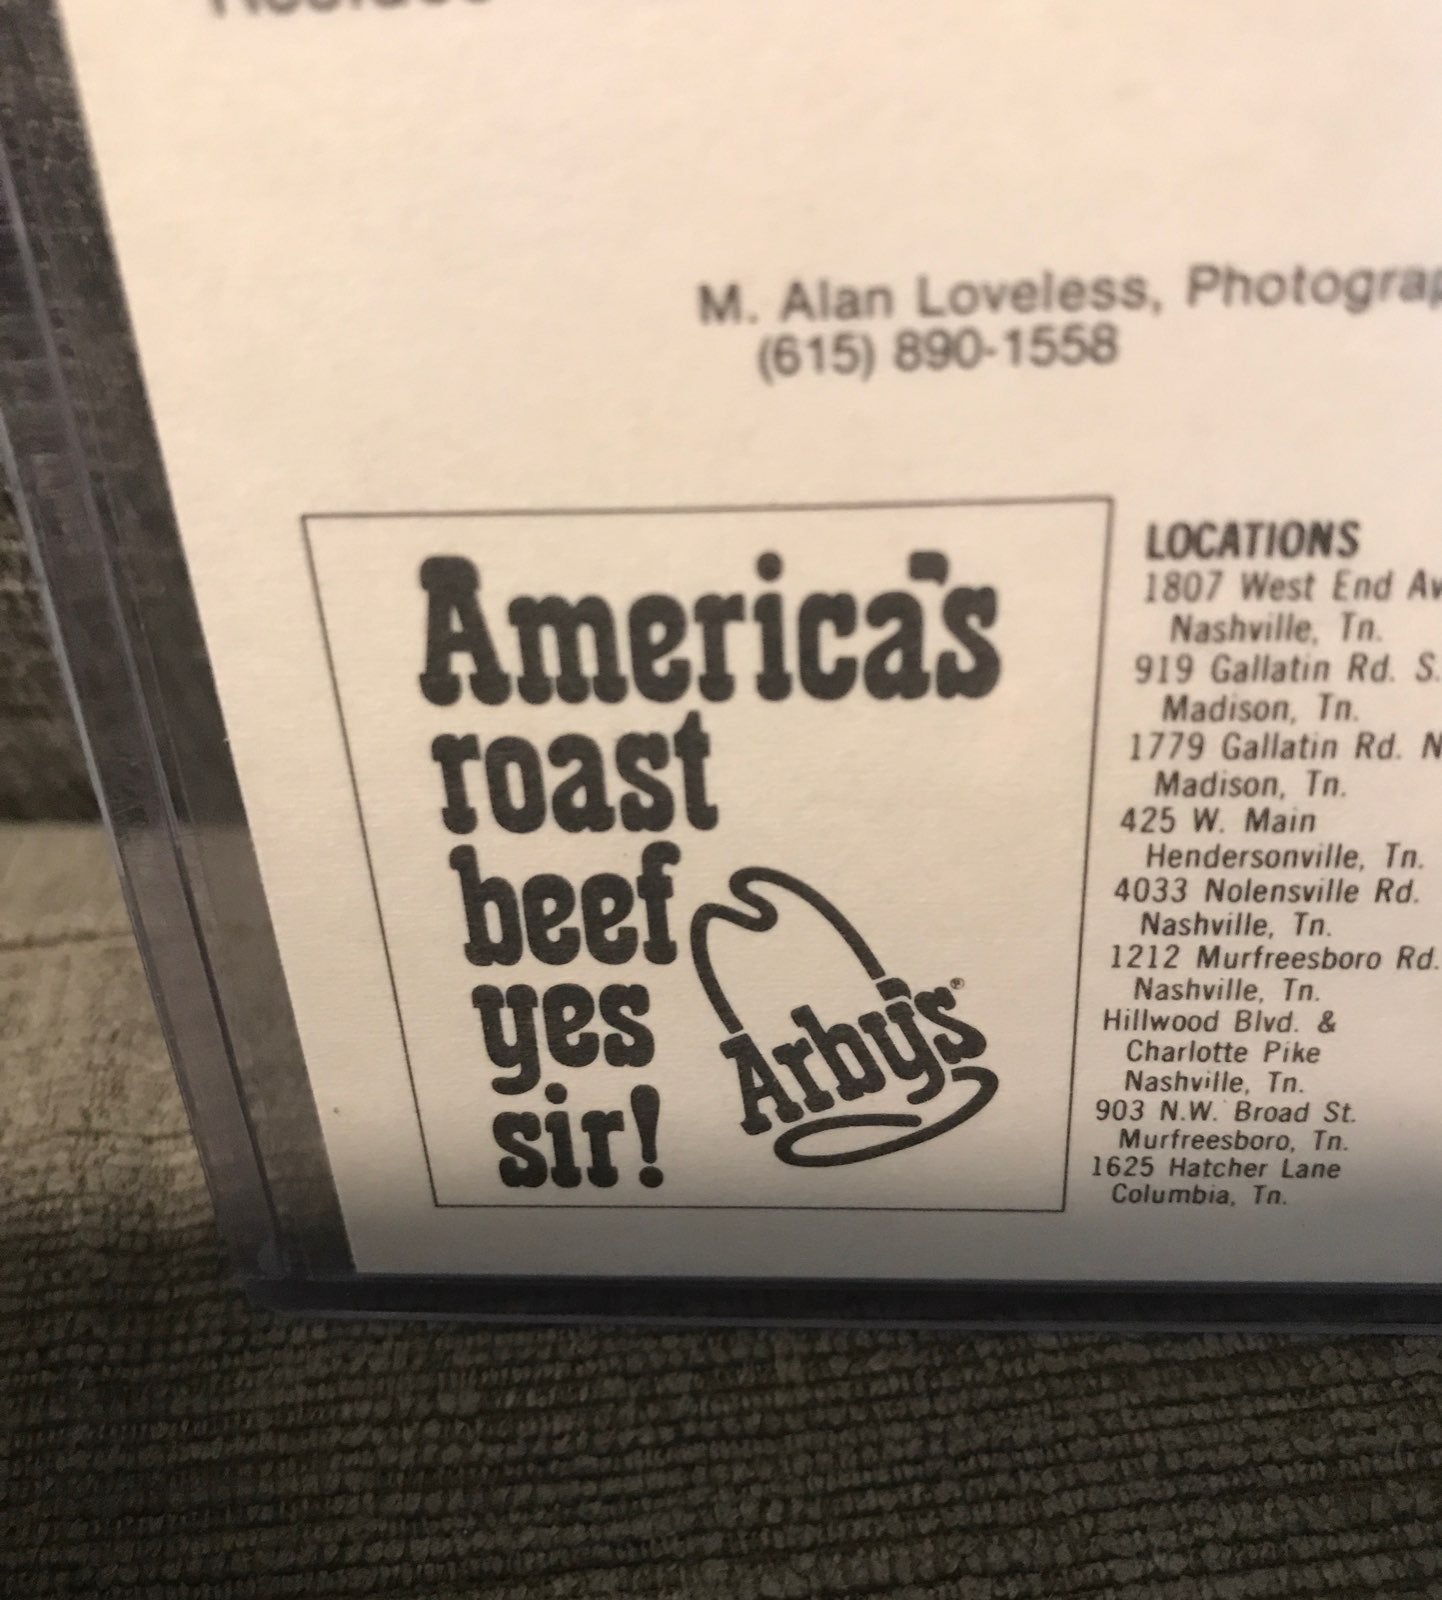 M. Alan Loveless,
(615) 890-1558
America's
roast
beef
yes
sir!
Arby's®
LOCATIONS
1807 West End
Nashville, Tn.
919 Gallatin Rd. S.
Madison, Tn.
1779 Gallatin Rd. N
Madison, Tn.
425 W. Main
Hendersonville, Tn.
4033 Nolensville Rd.
Nashville, Tn.
1212 Murfreesboro Rd.
Nashville, Tn.
Hillwood Blvd. &
Charlotte Pike
Nashville, Tn.
903 N.W. Broad St.
Murfreesboro, Tn.
1625 Hatcher Lane
Columbia, Tn.